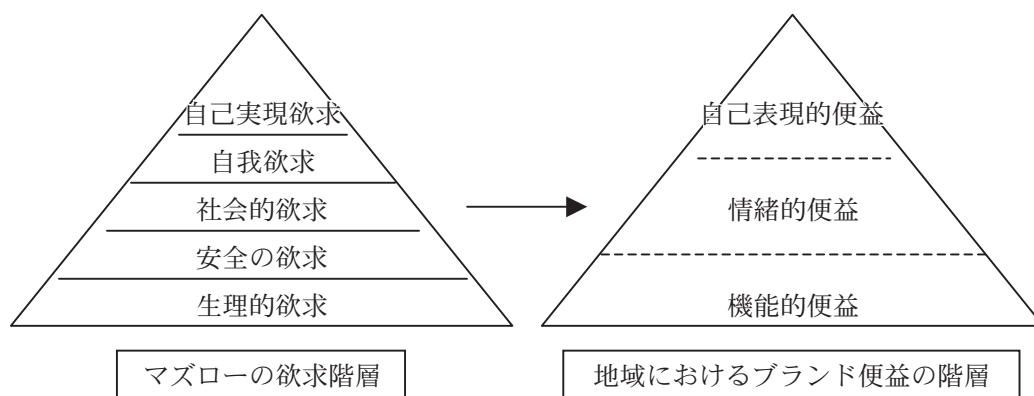 自己実現欲求
自我欲求
社会的欲求
安全の欲求
生理的欲求
マズローの欲求階層
自己表現的便益
情緒的便益
機能的便益
地域におけるブランド便益の階層